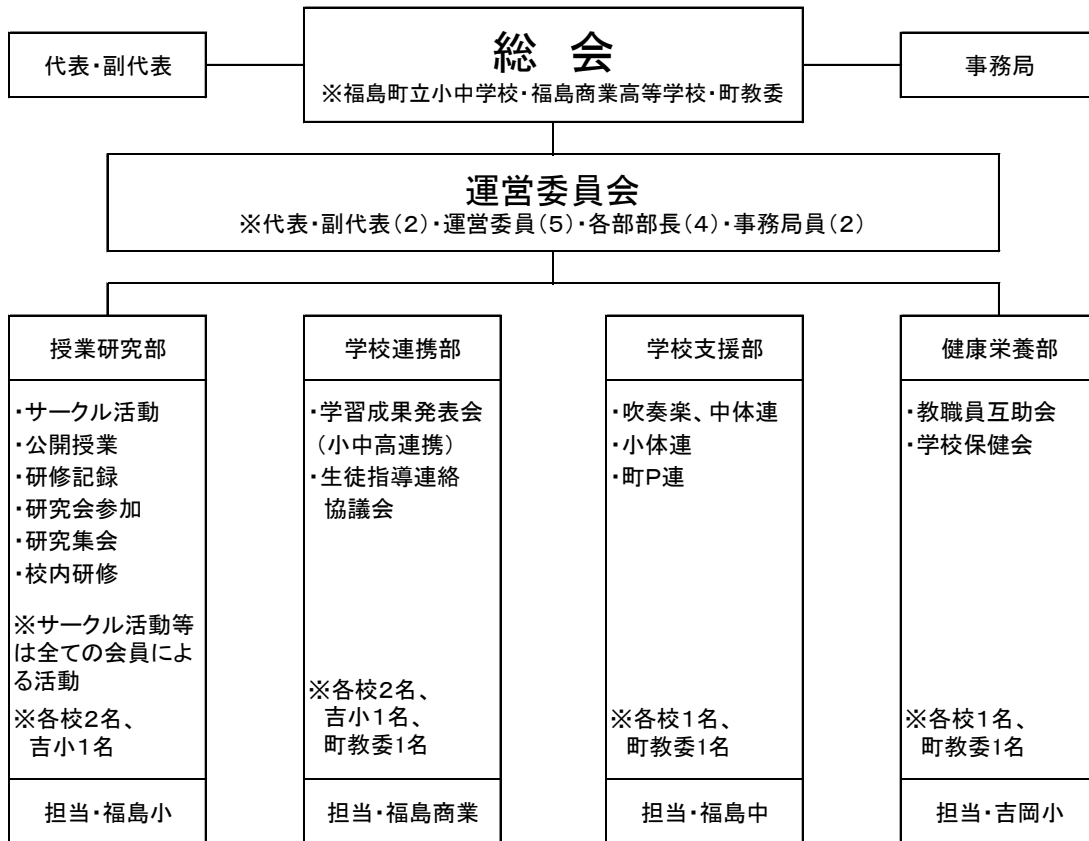 代表・副代表
総　会
※福島町立小中学校・福島商業高等学校・町教委
事務局
運営委員会
※代表・副代表（２）・運営委員（５）・各部部長（４）・事務局員（２）
授業研究部
・サークル活動
・公開授業
・研修記録
・研究会参加
・研究集会
・校内研修
※サークル活動等
は全ての会員によ
る活動
※各校２名、
吉小１名
担当・福島小
学校連携部
・学習成果発表会
（小中高連携）
・生徒指導連絡
協議会
※各校２名、
吉小１名、
町教委1名
担当・福島商業
学校支援部
・吹奏楽、中体連
・小体連
・町Ｐ連
※各校１名、
町教委1名
担当・福島中
健康栄養部
・教職員互助会
・学校保健会
※各校１名、
町教委1名
担当・吉岡小